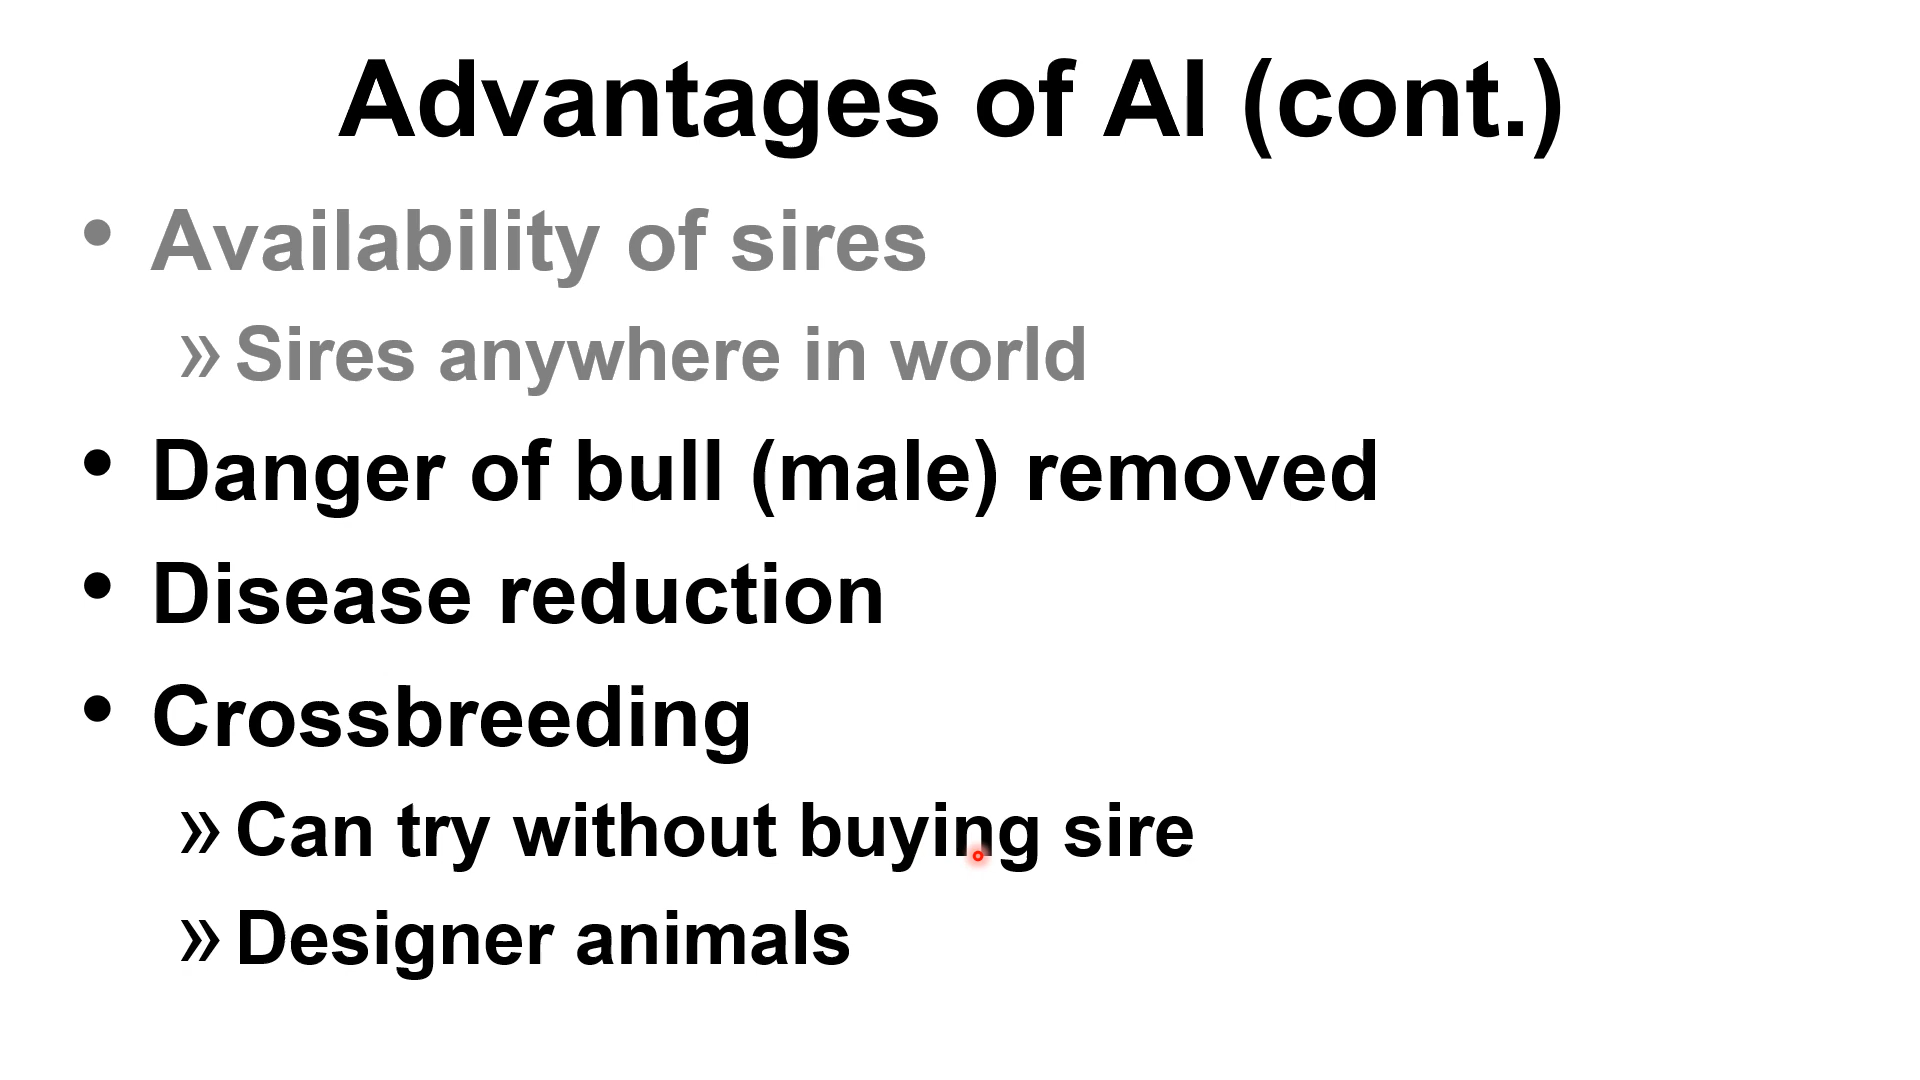 Advantages of AI (cont.)
• Availability of sires
» Sires anywhere in world
• Danger of bull (male) removed
• Disease reduction
• Crossbreeding
» Can try without buying sire
» Designer animals